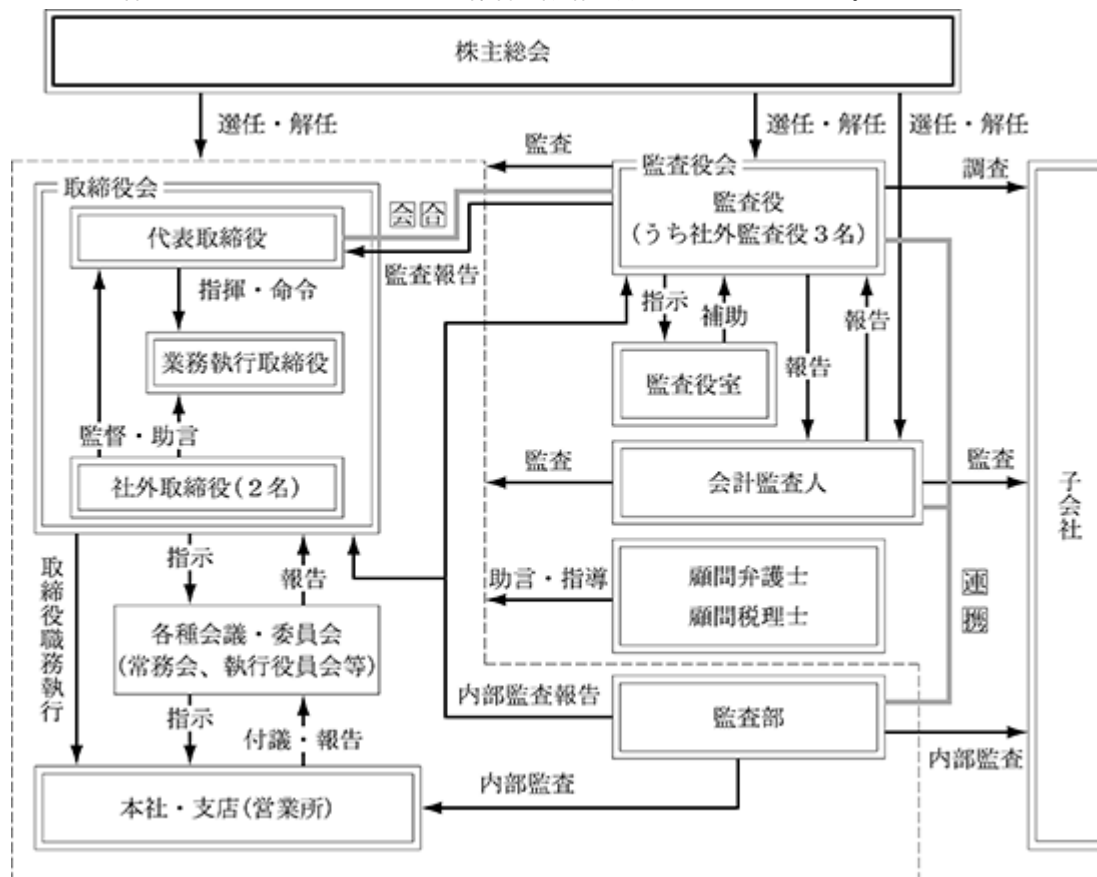 株主総会
選任・解任
選任・解任
選任・解任
監査
監査役会
調査
取締役会
会合
監査役
(うち社外監査役3名)
代表取締役
監査報告
指揮・命令
指示
補助
報告
報告
業務執行取締役
監査役室
監督・助言
監査
監査
社外取締役(2名)
会計監査人
子会社
取締役職務執行
指示
報告
助言・指導
顧問弁護士
顧問税理士
連携
各種会議・委員会
(常務会、執行役員会等)
内部監査報告
監査部
指示
付議・報告
内部監査
内部監査
本社・支店(営業所)